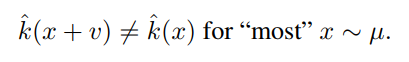 k̂(x + v) ≠ k̂(x) for “most” x ∼ μ.